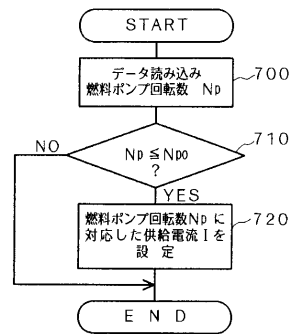 START
データ読み込み
燃料ポンプ回転数 Np
700
710
NO
Np≦Npo
?
YES
燃料ポンプ回転数Npに
対応した供給電流Iを
設 定
720
END